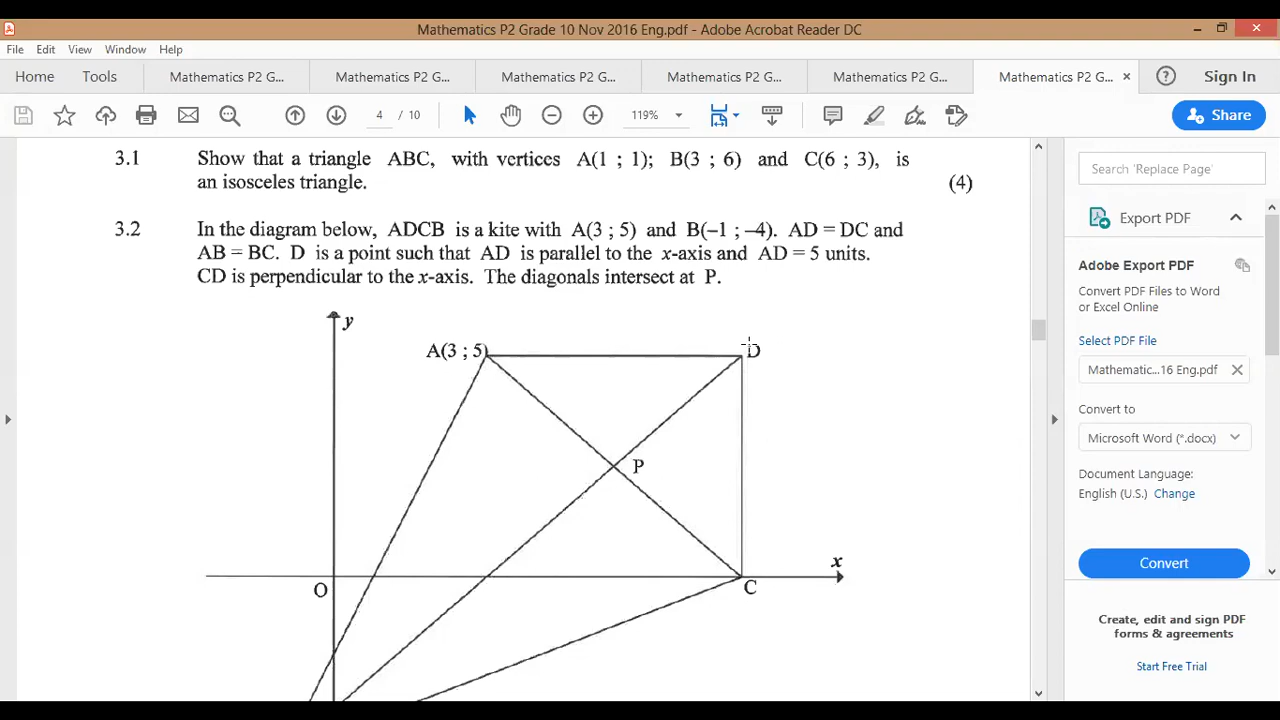 Mathematics P2 Grade 10 Nov 2016 Eng.pdf - Adobe Acrobat Reader DC
File Edit View Window Help
Home Tools Mathematics P2 G... Mathematics P2 G... Mathematics P2 G... Mathematics P2 G... Mathematics P2 G... Mathematics P2 G... × ? Sign In
4 / 10 119% Share
3.1 Show that a triangle ABC, with vertices A(1 ; 1); B(3 ; 6) and C(6 ; 3), is
an isosceles triangle. (4)
3.2 In the diagram below, ADCB is a kite with A(3 ; 5) and B(–1 ; –4). AD = DC and
AB = BC. D is a point such that AD is parallel to the x-axis and AD = 5 units.
CD is perpendicular to the x-axis. The diagonals intersect at P.
y
A(3 ; 5)
D
P
x
O
C
Search 'Replace Page'
Export PDF
Adobe Export PDF
Convert PDF Files to Word
or Excel Online
Select PDF File
Mathematic...16 Eng.pdf
Convert to
Microsoft Word (*.docx)
Document Language:
English (U.S.) Change
Convert
Create, edit and sign PDF
forms & agreements
Start Free Trial